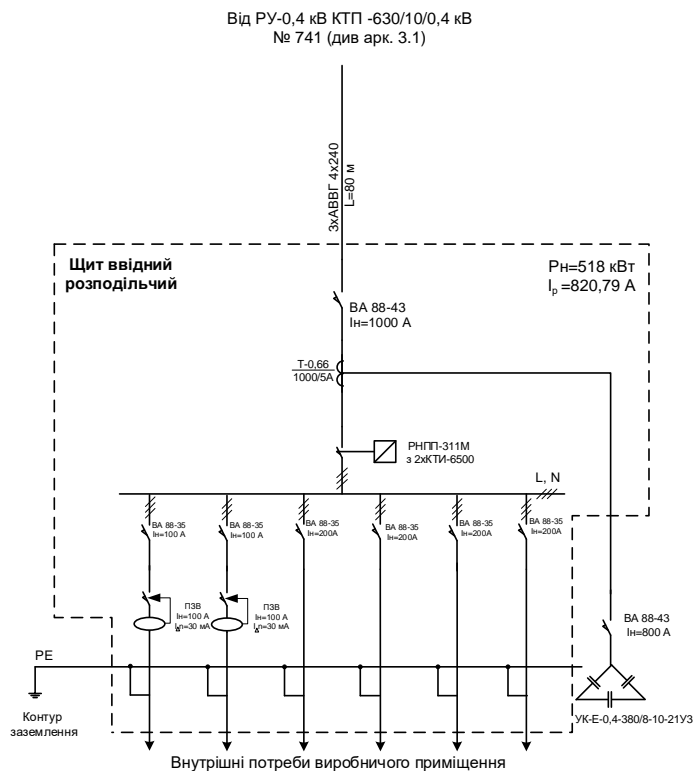 Від РУ-0,4 кВ КТП -630/10/0,4 кВ
№ 741 (див арк. 3.1)
3хАВВГ 4х240
L=80 м
Щит ввідний
розподільчий
Рн=518 кВт
Iр =820,79 А
ВА 88-43
Ін=1000 А
Т-0,66
1000/5А
РНПП-311М
з 2хКТИ-6500
L, N
ВА 88-35
Ін=100 А
ВА 88-35
Ін=100 А
ВА 88-35
Ін=200А
ВА 88-35
Ін=200А
ВА 88-35
Ін=200А
ВА 88-35
Ін=200А
ПЗВ
Ін=100 А
I△n=30 мА
ПЗВ
Ін=100 А
I△n=30 мА
ВА 88-43
Ін=800 А
PE
Контур
заземлення
УК-Е-0,4-380/8-10-21У3
Внутрішні потреби виробничого приміщення